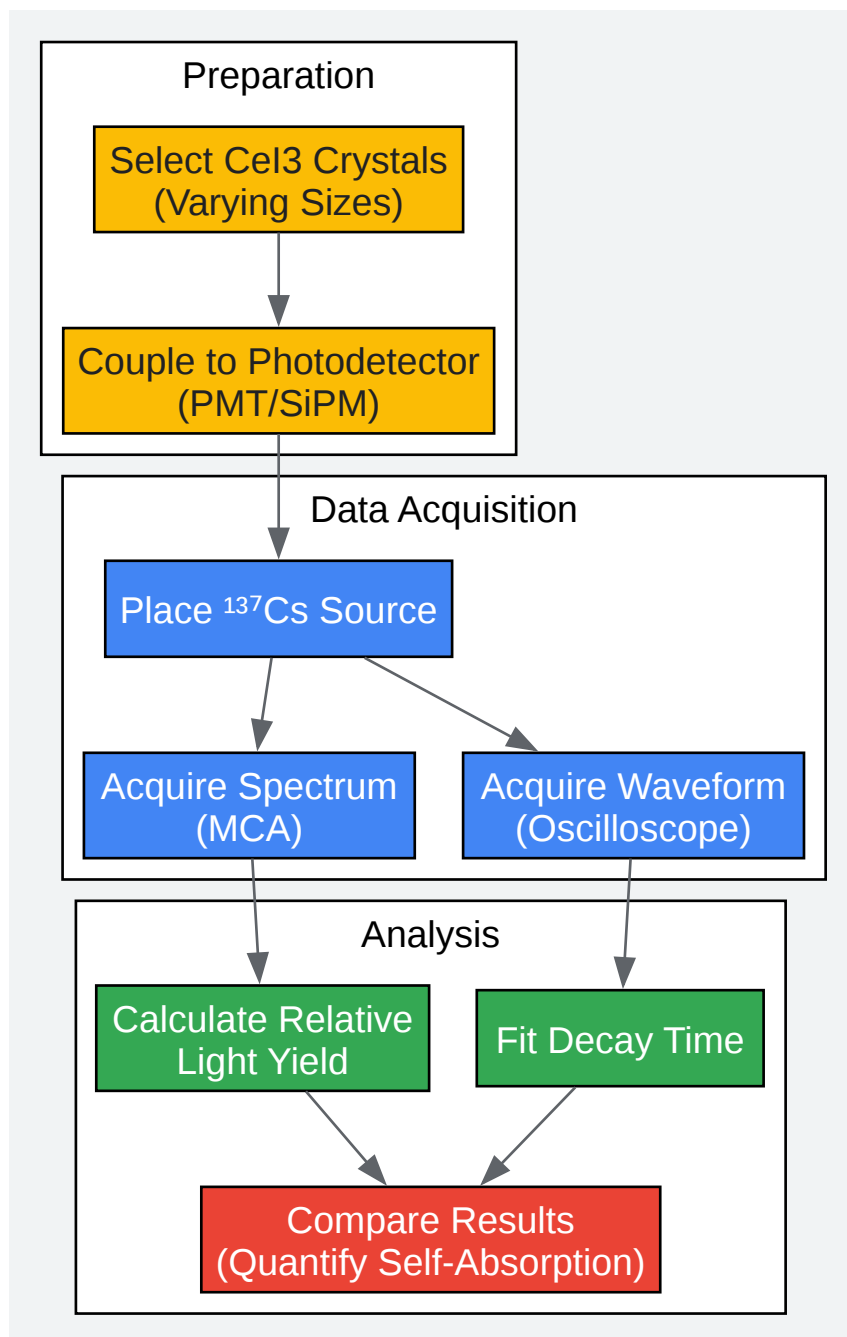 Preparation
Select CeI3 Crystals
(Varying Sizes)
Couple to Photodetector
(PMT/SiPM)
Data Acquisition
Place ¹³⁷Cs Source
Acquire Spectrum
(MCA)
Acquire Waveform
(Oscilloscope)
Analysis
Calculate Relative
Light Yield
Fit Decay Time
Compare Results
(Quantify Self-Absorption)